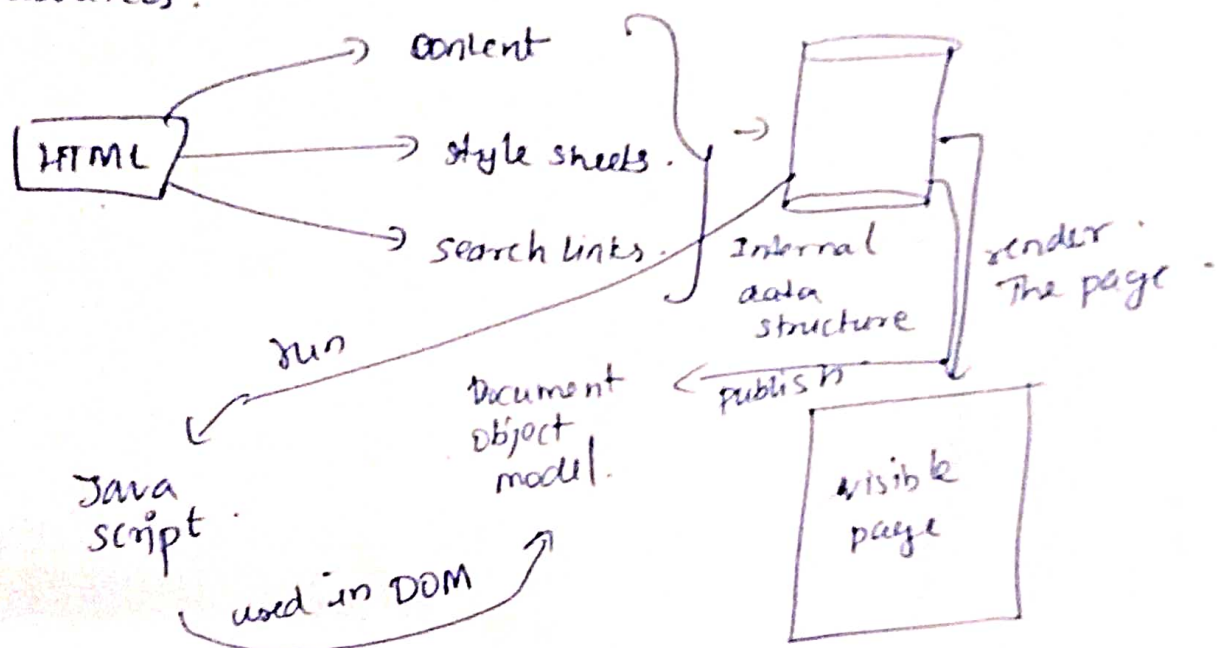 content
HTML
style sheets.
search links.
Internal
data
structure
render
The page.
run
publish
Document
object
model.
Java
script.
visible
page
used in DOM